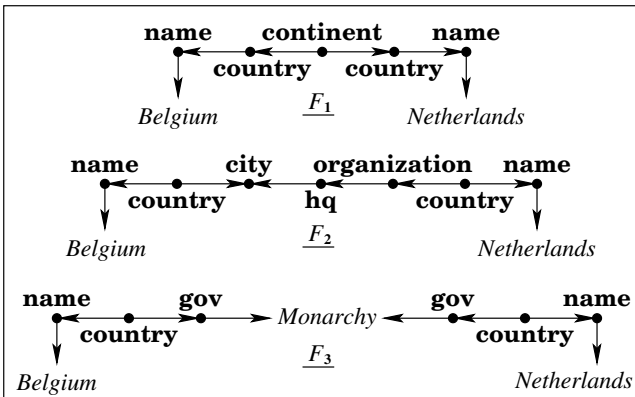 name continent name
country country
Belgium F1 Netherlands
name city organization name
country hq country
Belgium F2 Netherlands
name gov Monarchy gov name
country country
Belgium F3 Netherlands